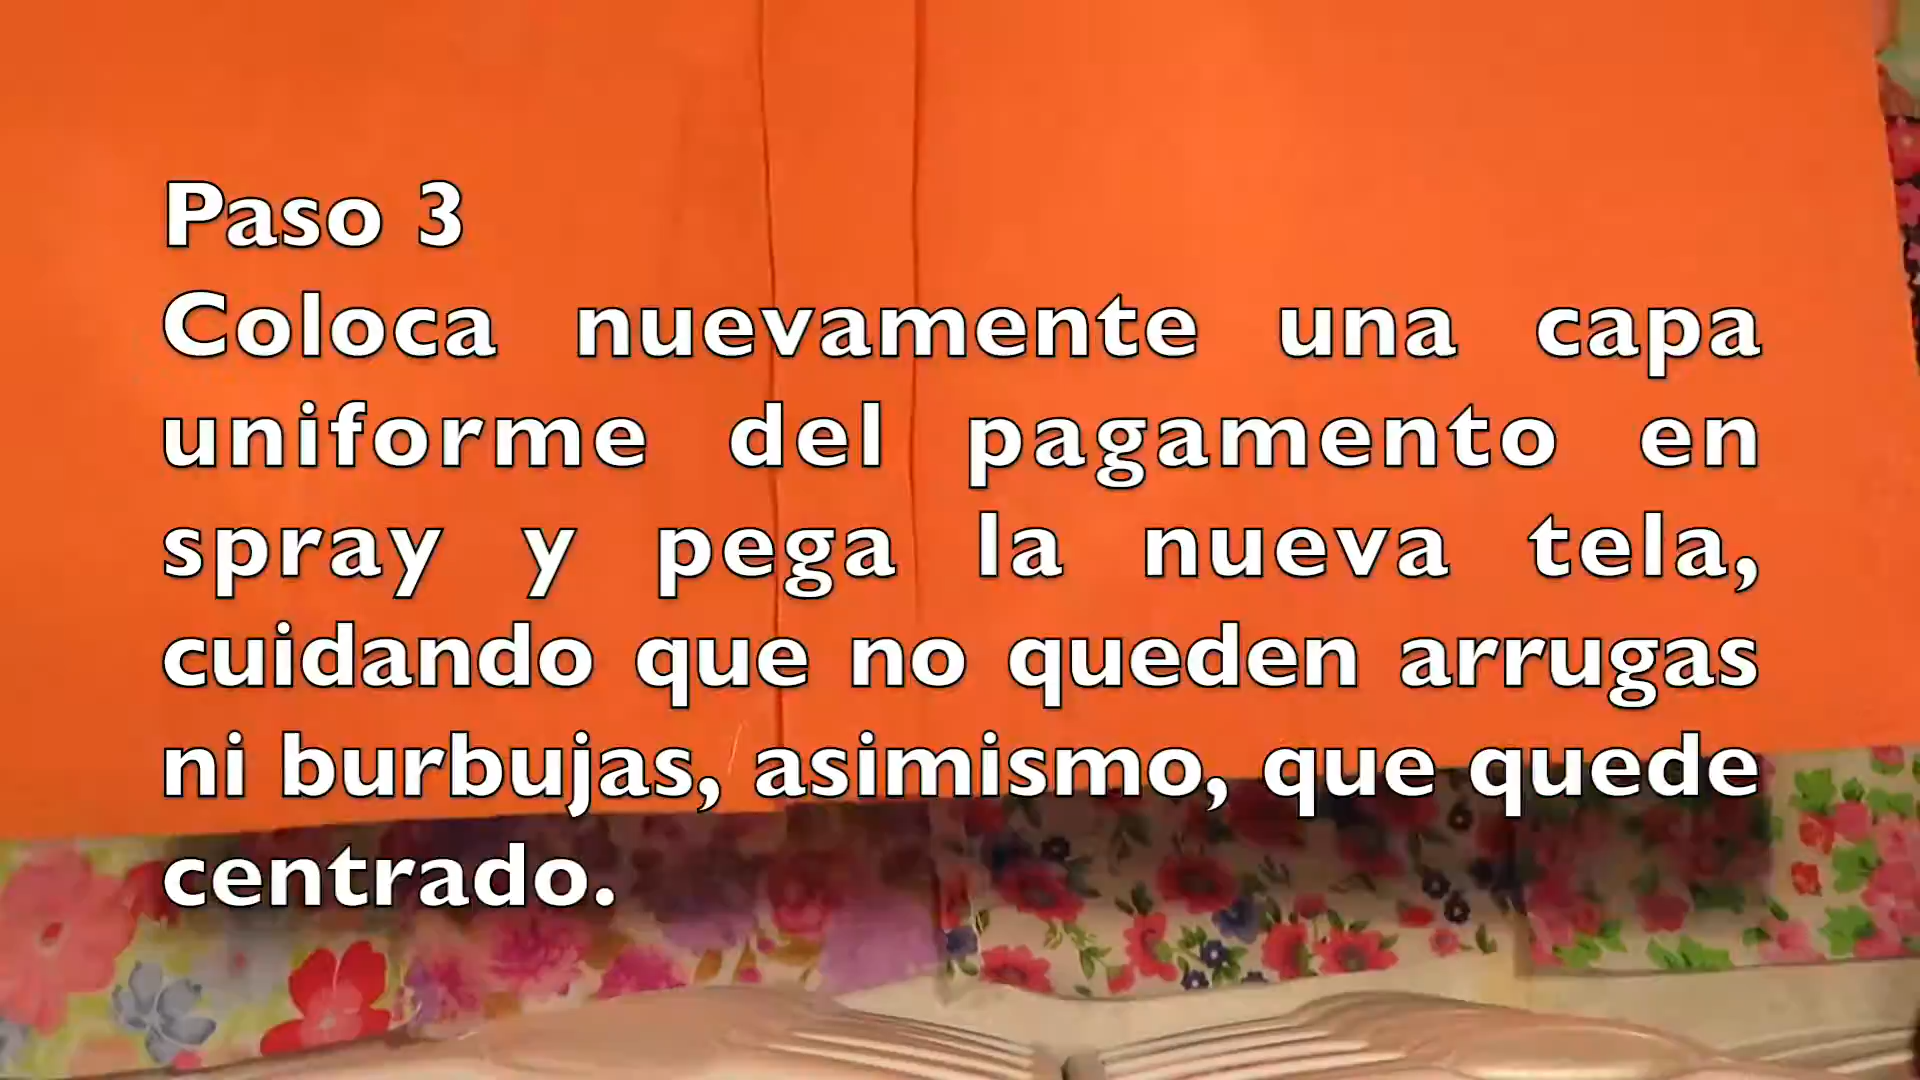 Paso 3
Coloca nuevamente una capa
uniforme del pagamento en
spray y pega la nueva tela,
cuidando que no queden arrugas
ni burbujas, asimismo, que quede
centrado.